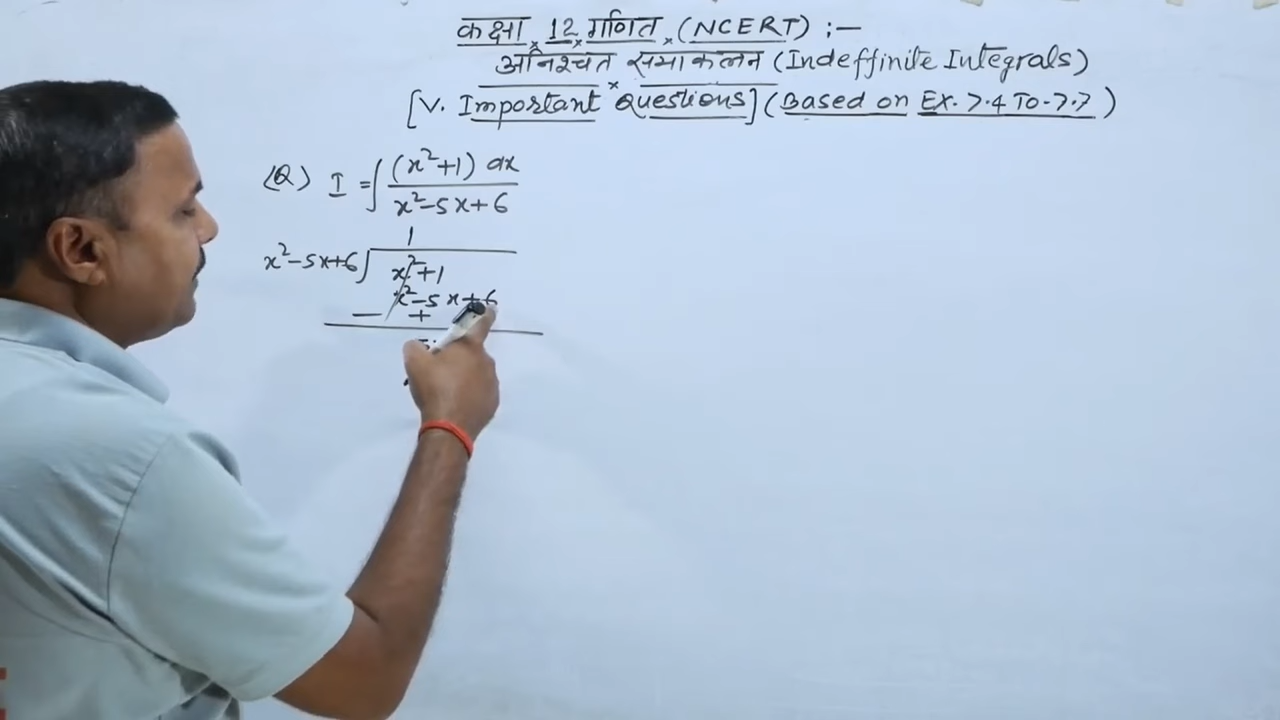 कक्षा 12 गणित (NCERT) :-
अनिश्चत समाकलन (Indeffinite Integrals)
[V. Important Questions] (Based on Ex. 7.4 To-7.7)
(Q) I = ∫ (x²+1) dx
x²-5x+6
1
x²-5x+6 ) x²+1
x²-5x+6
- +